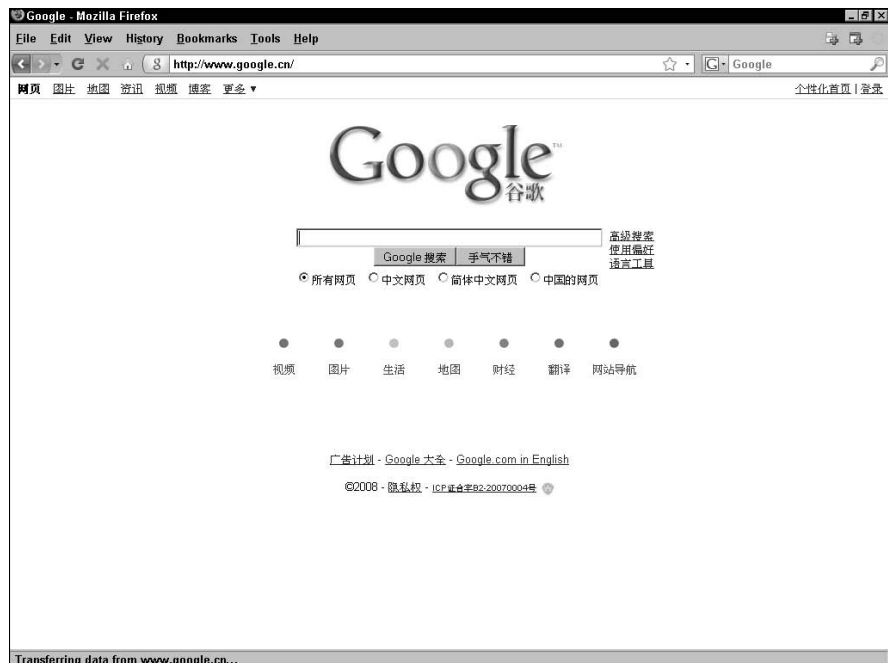 Google - Mozilla Firefox
File Edit View History Bookmarks Tools Help
http://www.google.cn/ G Google
网页 图片 地图 资讯 视频 博客 更多 ▼ 个性化首页 | 登录
Google™
谷歌
高级搜索
Google 搜索 手气不错 使用偏好
语言工具
所有网页 中文网页 简体中文网页 中国的网页
视频 图片 生活 地图 财经 翻译 网站导航
广告计划 - Google 大全 - Google.com in English
©2008 - 隐私权 - ICP证合字B2-20070004号
Transferring data from www.google.cn...